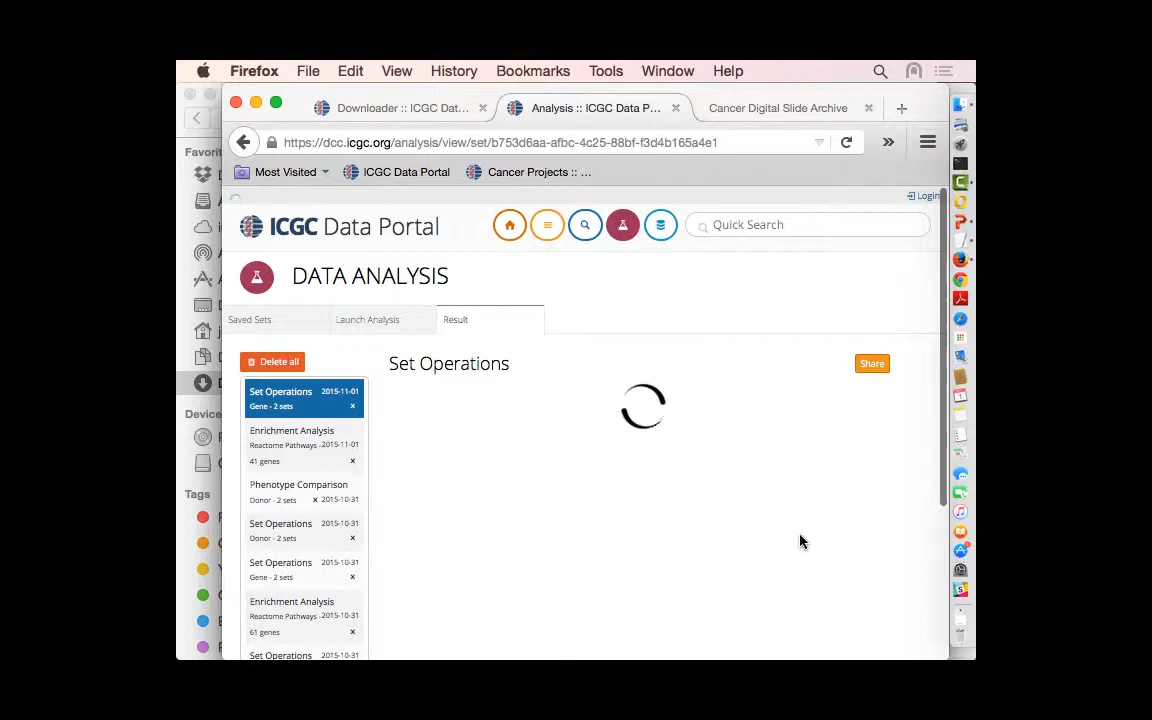 Firefox File Edit View History Bookmarks Tools Window Help
Downloader :: ICGC Dat... Analysis :: ICGC Data P... Cancer Digital Slide Archive
https://dcc.icgc.org/analysis/view/set/b753d6aa-afbc-4c25-88bf-f3d4b165a4e1
Most Visited ICGC Data Portal Cancer Projects :: ...
Login
ICGC Data Portal Quick Search
DATA ANALYSIS
Saved Sets Launch Analysis Result
Delete all Set Operations Share
Set Operations 2015-11-01
Gene - 2 sets
Enrichment Analysis
Reactome Pathways - 2015-11-01
41 genes
Phenotype Comparison
Donor - 2 sets 2015-10-31
Set Operations 2015-10-31
Donor - 2 sets
Set Operations 2015-10-31
Gene - 2 sets
Enrichment Analysis
Reactome Pathways - 2015-10-31
61 genes
Set Operations 2015-10-31
Favorit
Device
Tags